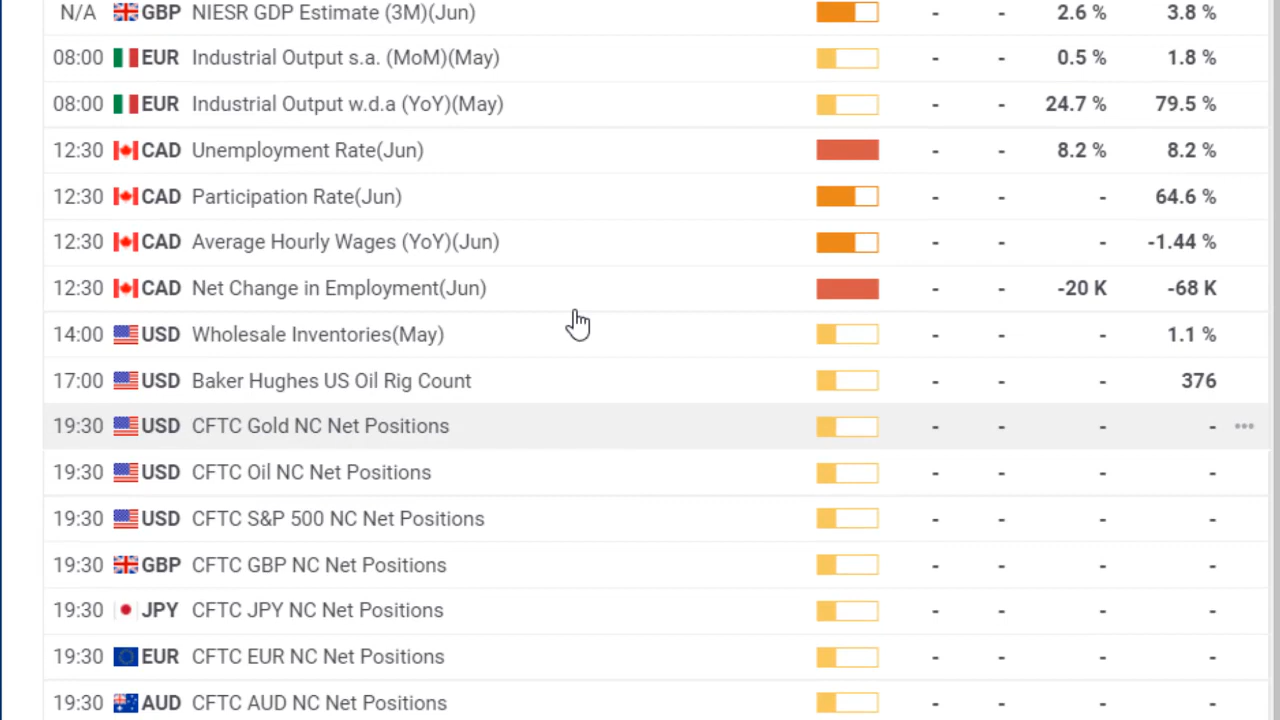 N/A GBP NIESR GDP Estimate (3M)(Jun) - - 2.6 % 3.8 %
08:00 EUR Industrial Output s.a. (MoM)(May) - - 0.5 % 1.8 %
08:00 EUR Industrial Output w.d.a (YoY)(May) - - 24.7 % 79.5 %
12:30 CAD Unemployment Rate(Jun) - - 8.2 % 8.2 %
12:30 CAD Participation Rate(Jun) - - - 64.6 %
12:30 CAD Average Hourly Wages (YoY)(Jun) - - - -1.44 %
12:30 CAD Net Change in Employment(Jun) - - -20 K -68 K
14:00 USD Wholesale Inventories(May) - - - 1.1 %
17:00 USD Baker Hughes US Oil Rig Count - - - 376
19:30 USD CFTC Gold NC Net Positions - - - -
19:30 USD CFTC Oil NC Net Positions - - - -
19:30 USD CFTC S&P 500 NC Net Positions - - - -
19:30 GBP CFTC GBP NC Net Positions - - - -
19:30 JPY CFTC JPY NC Net Positions - - - -
19:30 EUR CFTC EUR NC Net Positions - - - -
19:30 AUD CFTC AUD NC Net Positions - - - -